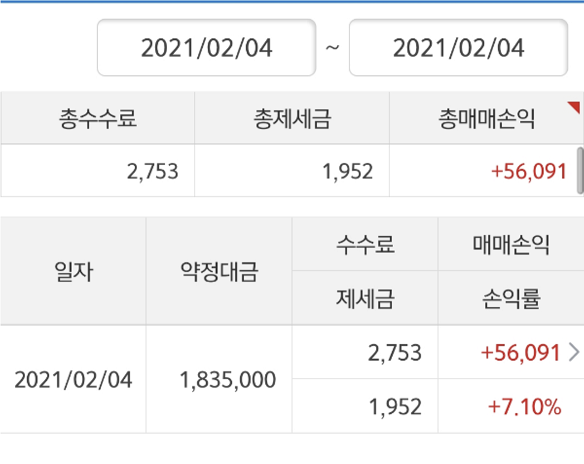 2021/02/04 ~ 2021/02/04
총수수료 총제세금 총매매손익
2,753 1,952 +56,091
일자 약정대금 수수료 매매손익
제세금 손익률
2021/02/04 1,835,000 2,753 +56,091
1,952 +7.10%